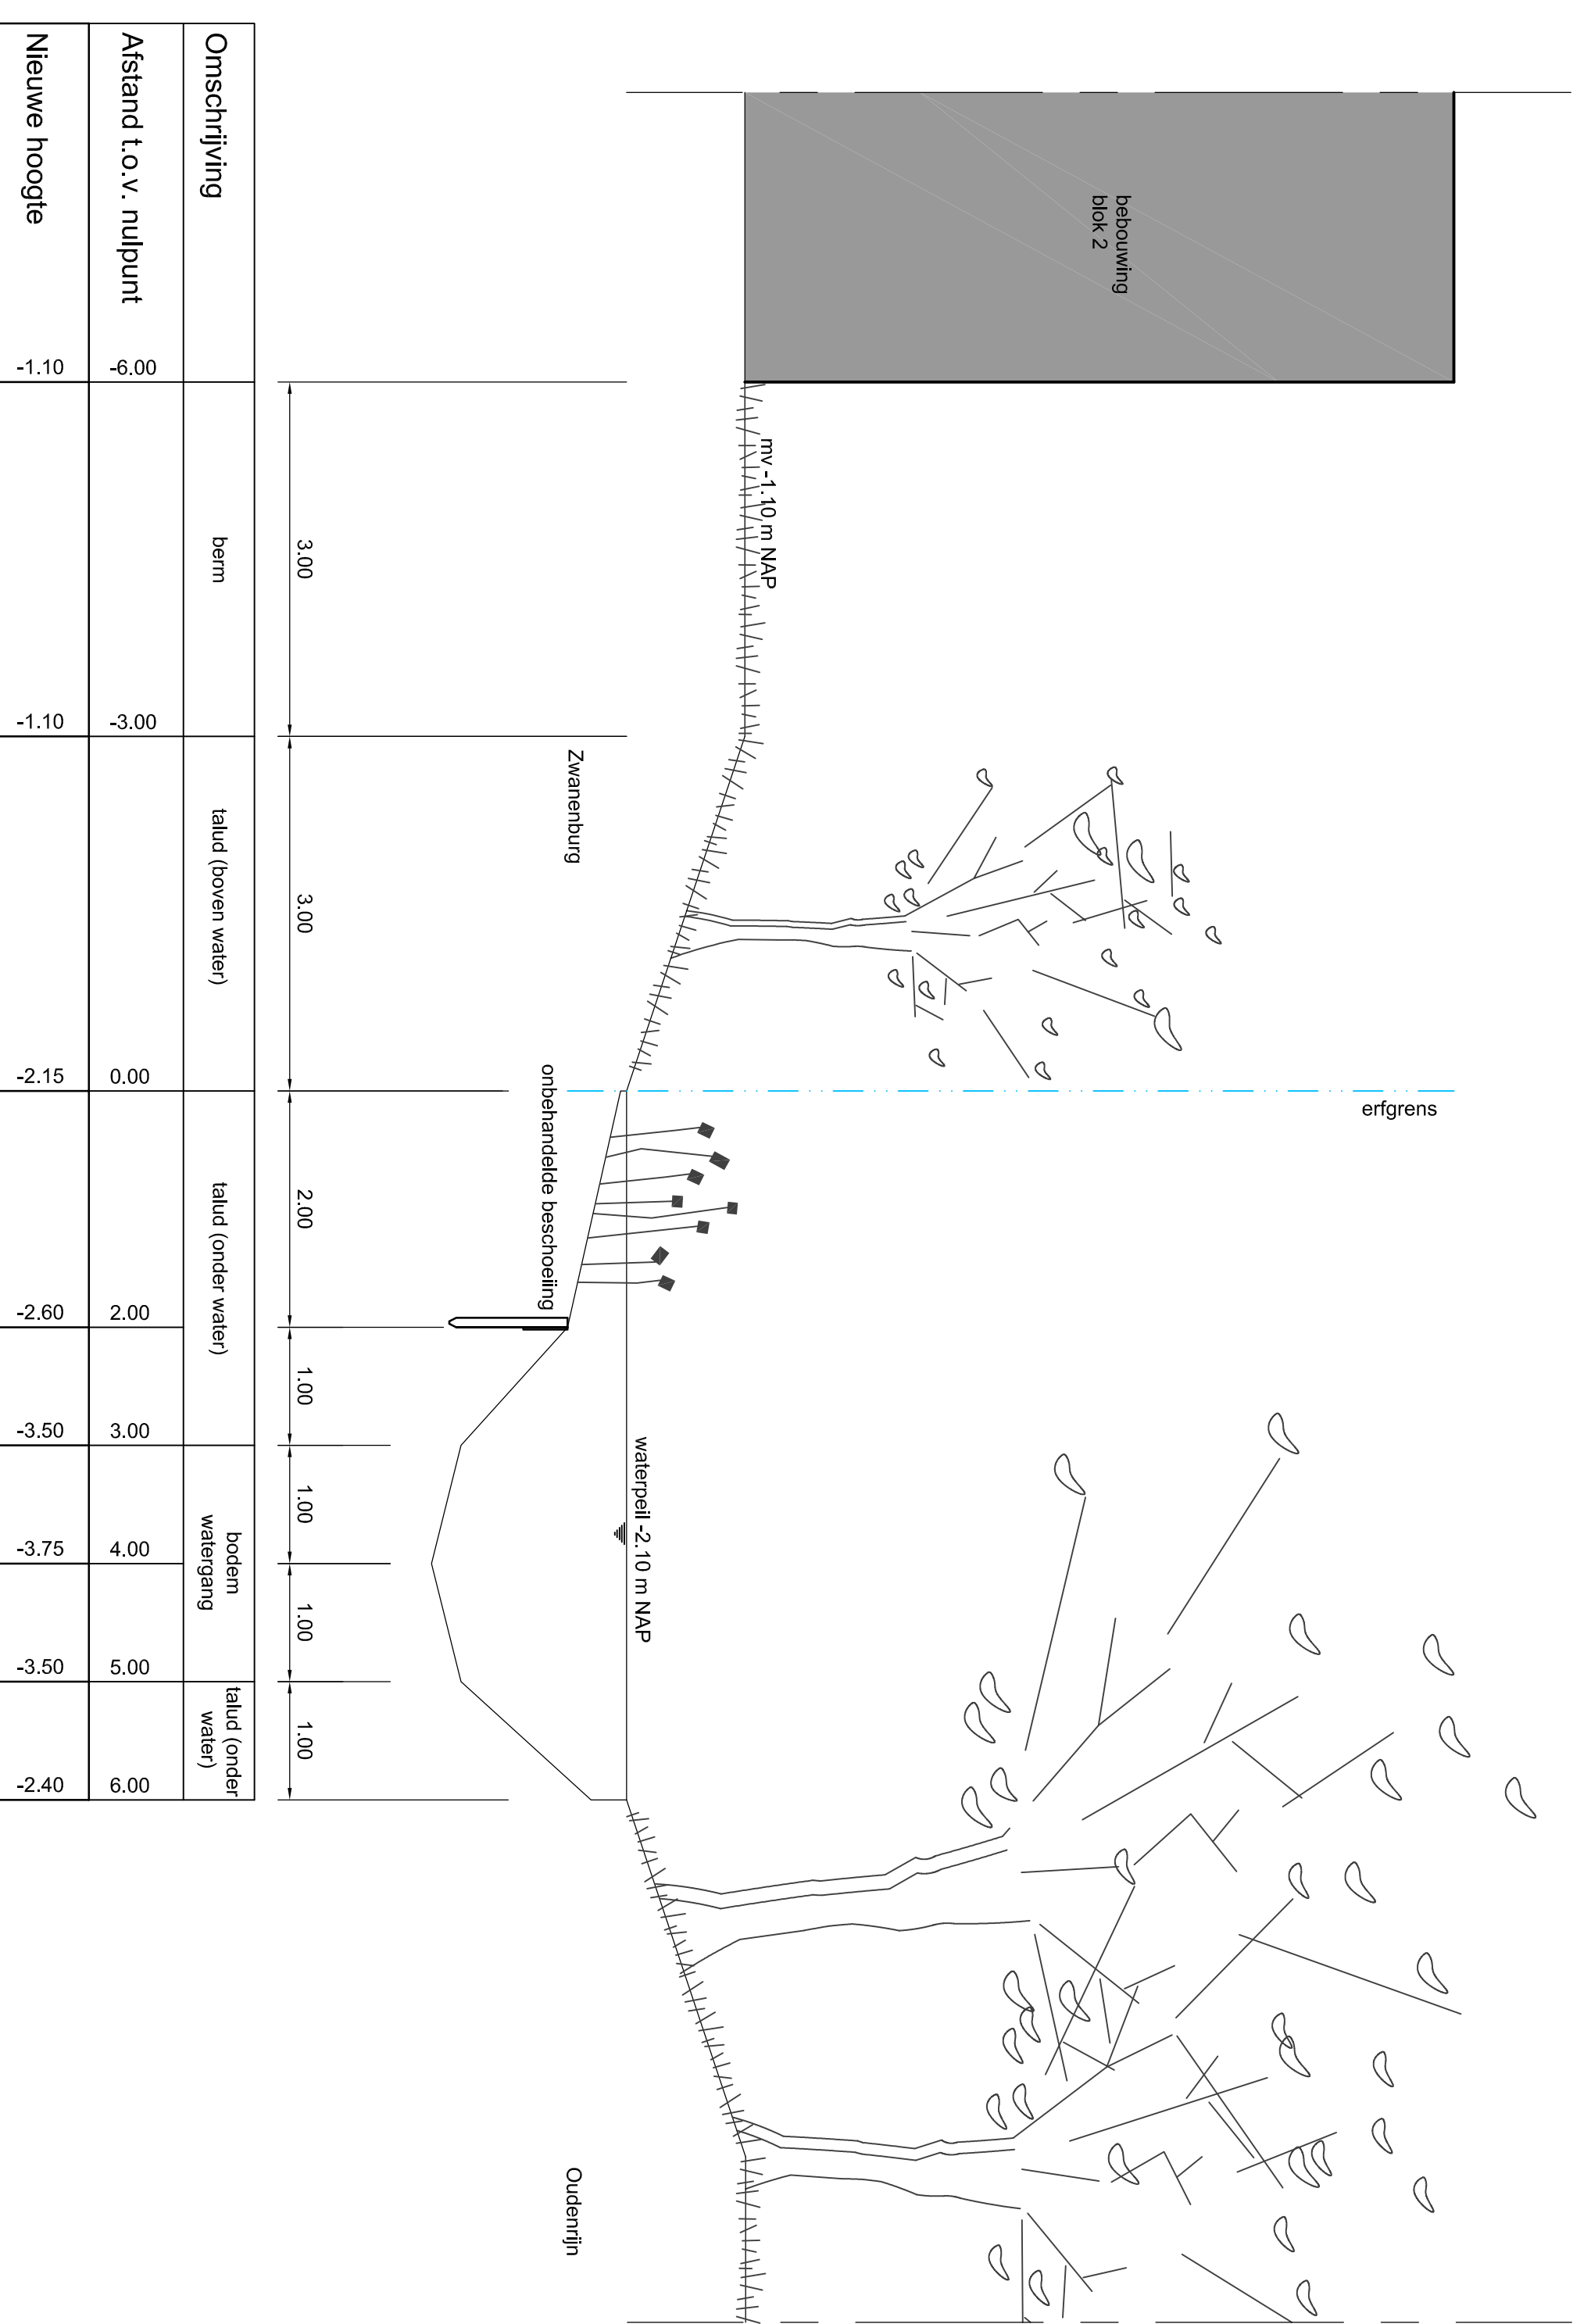 bebouwing
blok 2
mv -1.10 m NAP
erfgrens
waterpeil -2.10 m NAP
Zwanenburg
onbehandelde beschoeiing
Oudenrijn
3.00
3.00
2.00
1.00
1.00
1.00
1.00
Omschrijving
berm
talud (boven water)
talud (onder water)
bodem
watergang
talud (onder
water)
Afstand t.o.v. nulpunt
-6.00
-3.00
0.00
2.00
3.00
4.00
5.00
6.00
Nieuwe hoogte
-1.10
-1.10
-2.15
-2.60
-3.50
-3.75
-3.50
-2.40